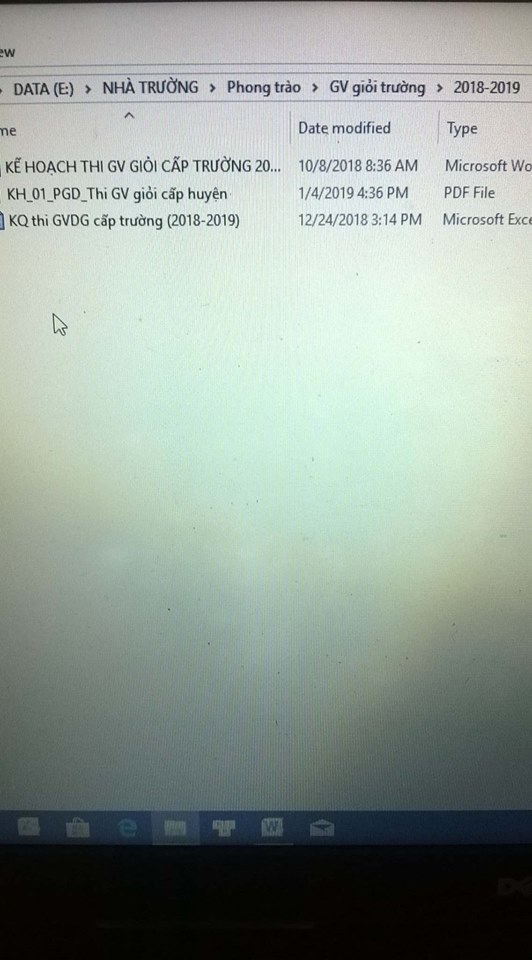 ew
DATA (E:) > NHÀ TRƯỜNG > Phong trào > GV giỏi trường > 2018-2019
me Date modified Type
KẾ HOẠCH THI GV GIỎI CẤP TRƯỜNG 20... 10/8/2018 8:36 AM Microsoft Wo
KH_01_PGD_Thi GV giỏi cấp huyện 1/4/2019 4:36 PM PDF File
KQ thi GVDG cấp trường (2018-2019) 12/24/2018 3:14 PM Microsoft Exce